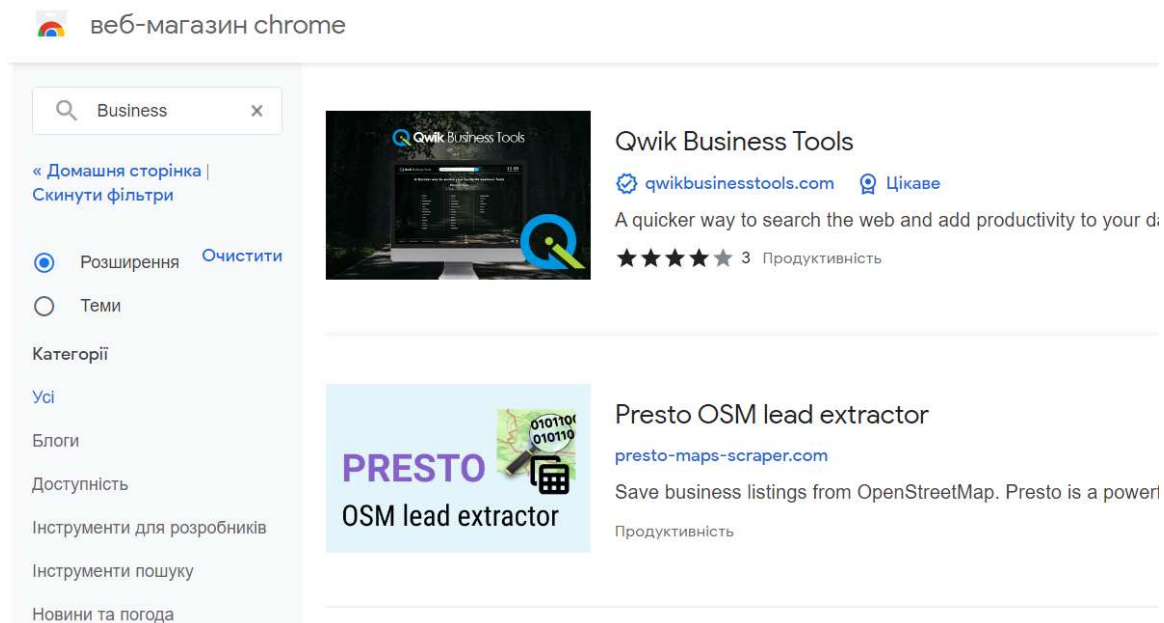 веб-магазин chrome
Business
« Домашня сторінка |
Скинути фільтри
Розширення Очистити
Теми
Категорії
Усі
Блоги
Доступність
Інструменти для розробників
Інструменти пошуку
Новини та погода
Qwik Business Tools
Qwik Business Tools
qwikbusinesstools.com Цікаве
A quicker way to search the web and add productivity to your
3 Продуктивність
010110
010110
PRESTO
OSM lead extractor
Presto OSM lead extractor
presto-maps-scraper.com
Save business listings from OpenStreetMap. Presto is a
Продуктивність